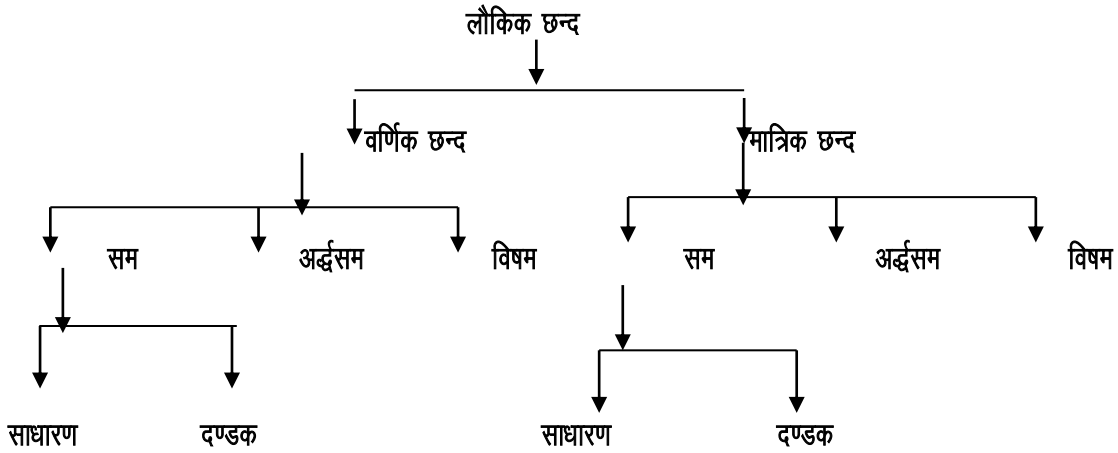 लौकिक छन्द
वर्णिक छन्द मात्रिक छन्द
सम अर्द्धसम विषम सम अर्द्धसम विषम
साधारण दण्डक साधारण दण्डक